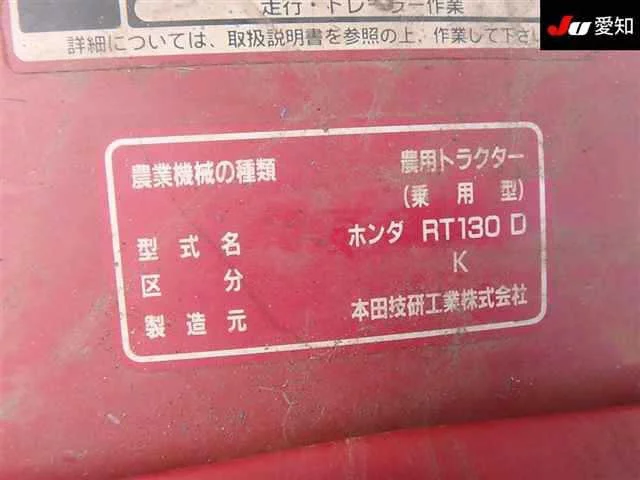 走行・トレーラー作業
詳細については、取扱説明書を参照の上、作業して下さい
JU愛知
農業機械の種類 農用トラクター
(乗用型)
型式名 ホンダ RT130 D
区分 K
製造元 本田技研工業株式会社